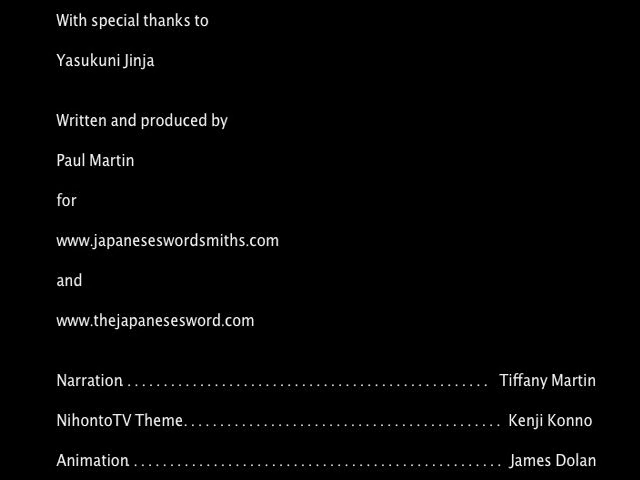 With special thanks to
Yasukuni Jinja
Written and produced by
Paul Martin
for
www.japaneseswordsmiths.com
and
www.thejapanesesword.com
Narration.................................................. Tiffany Martin
NihontoTV Theme............................................ Kenji Konno
Animation.................................................. James Dolan